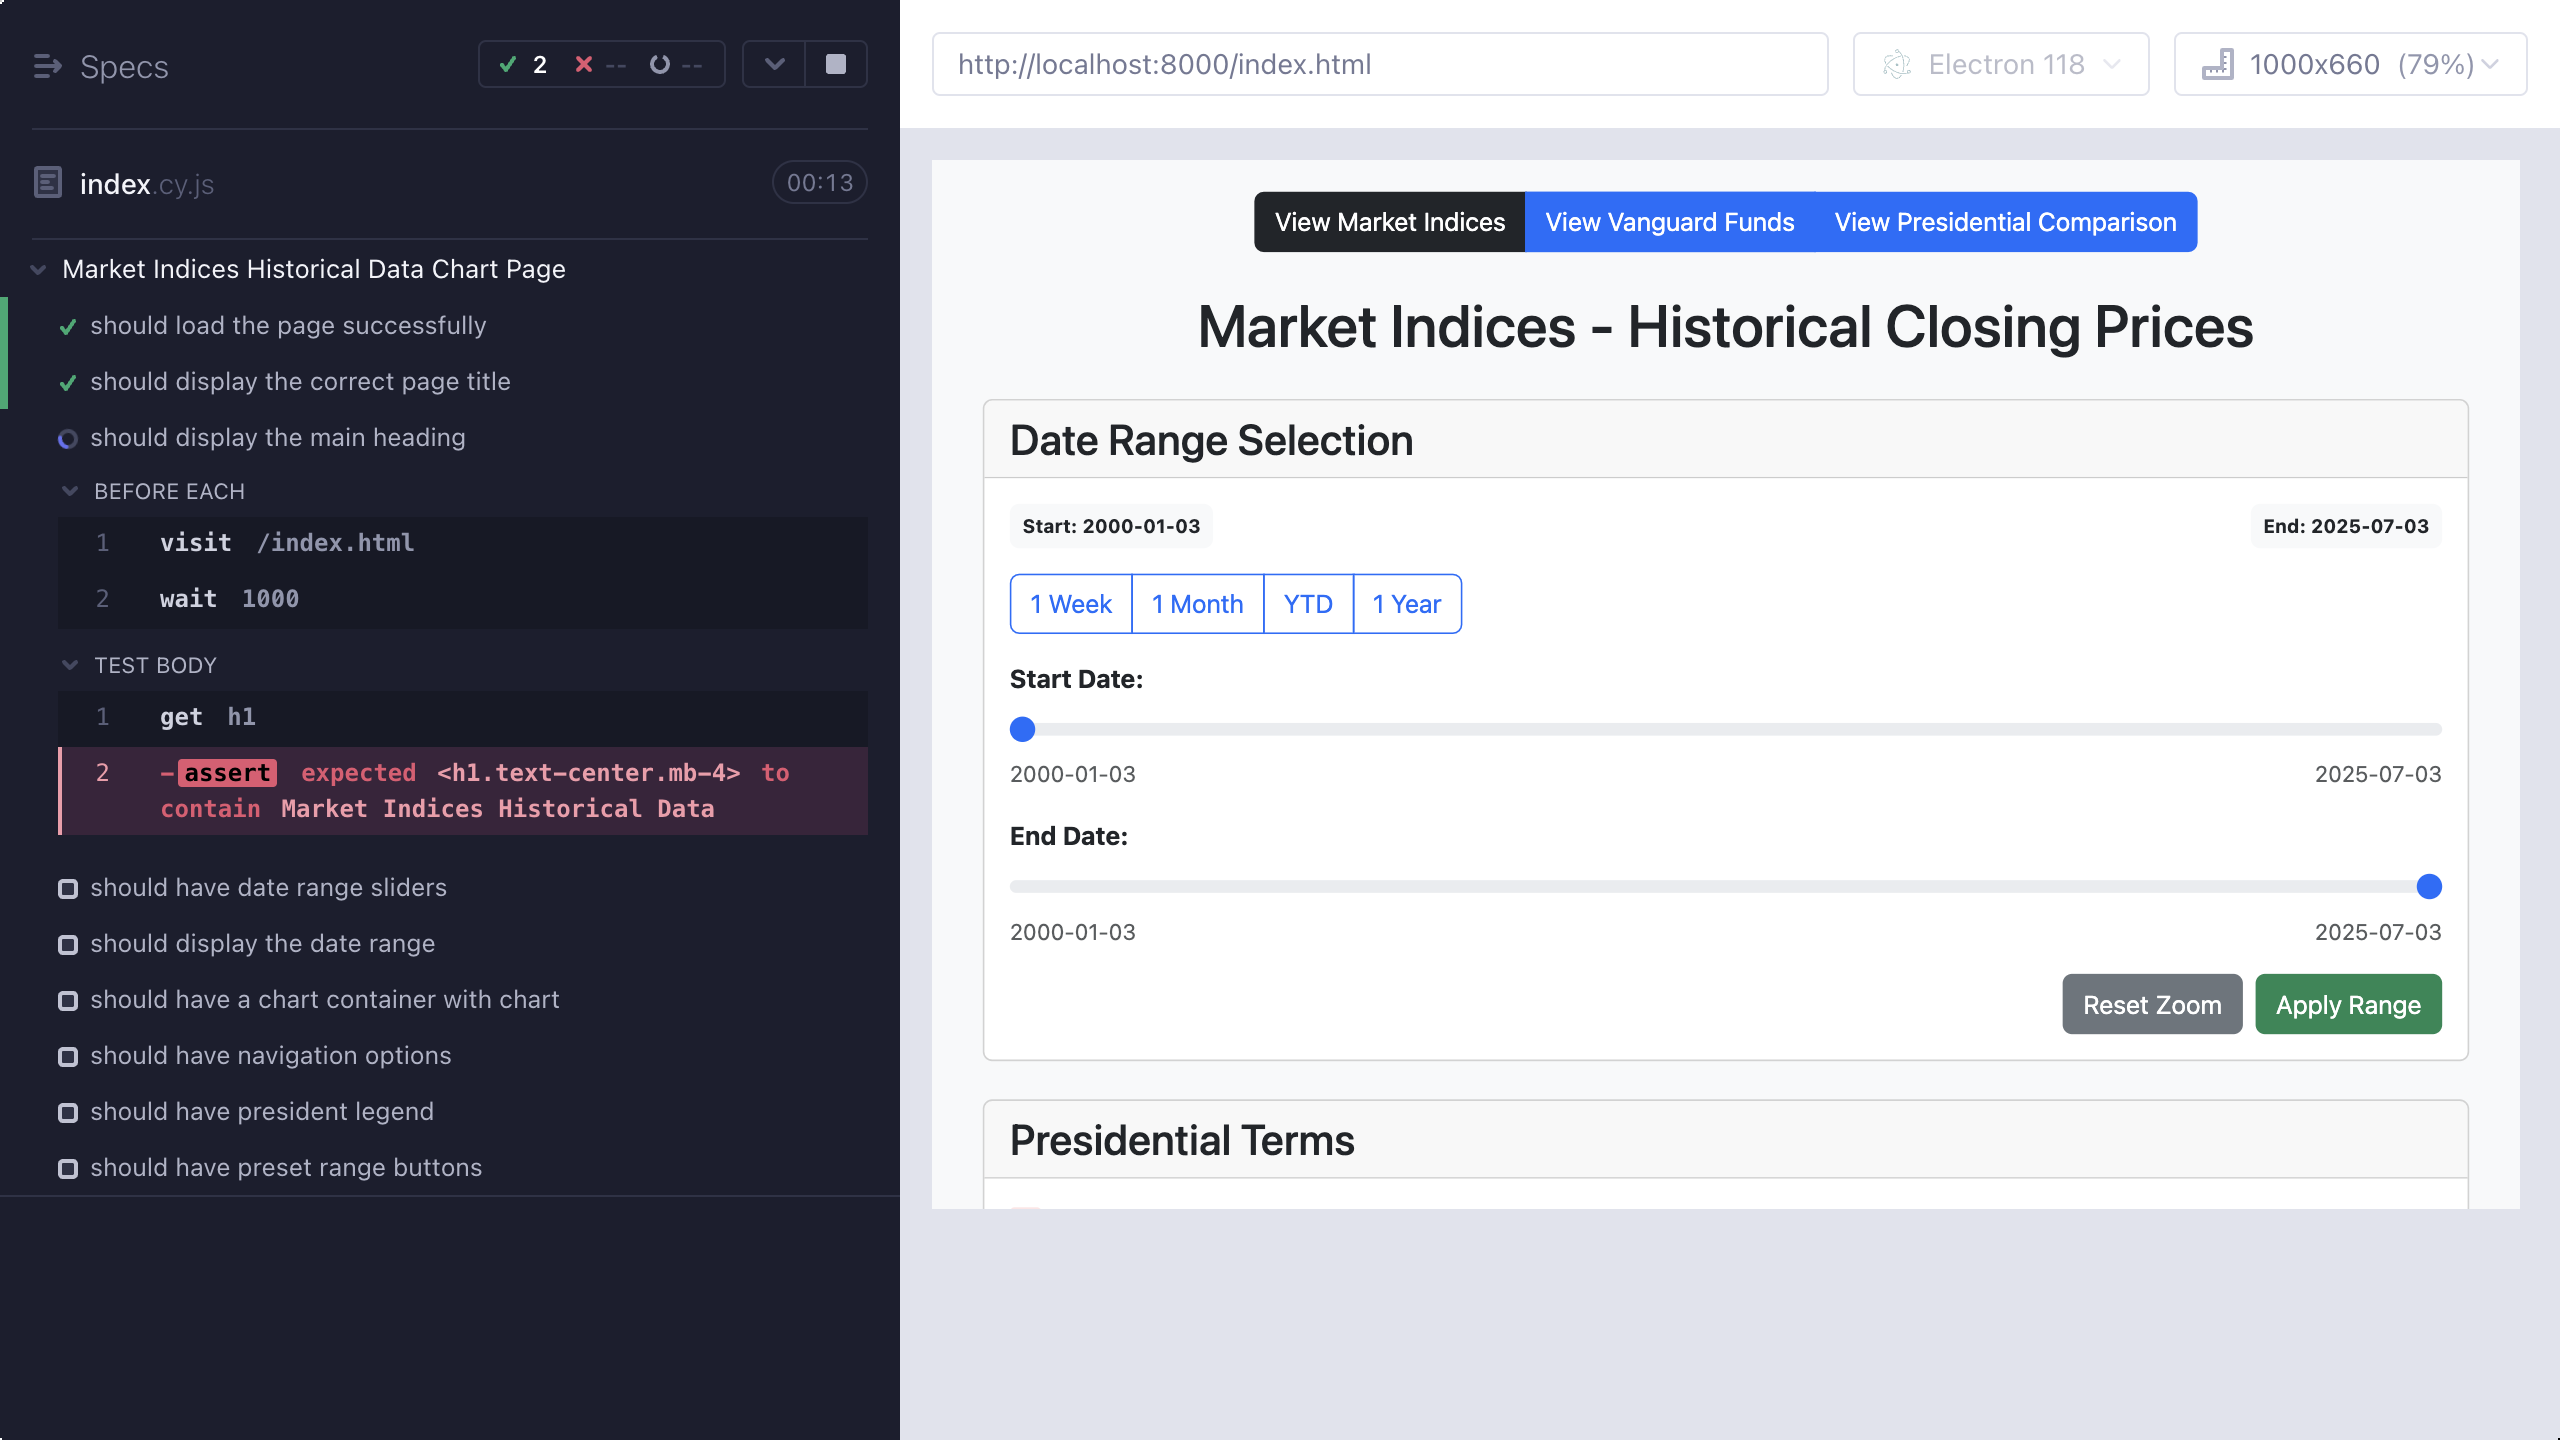 Specs
2 -- --
index.cy.js 00:13
Market Indices Historical Data Chart Page
should load the page successfully
should display the correct page title
should display the main heading
BEFORE EACH
1 visit /index.html
2 wait 1000
TEST BODY
1 get h1
2 -assert expected <h1.text-center.mb-4> to
contain Market Indices Historical Data
should have date range sliders
should display the date range
should have a chart container with chart
should have navigation options
should have president legend
should have preset range buttons
http://localhost:8000/index.html Electron 118 1000x660 (79%)
View Market Indices View Vanguard Funds View Presidential Comparison
Market Indices - Historical Closing Prices
Date Range Selection
Start: 2000-01-03 End: 2025-07-03
1 Week 1 Month YTD 1 Year
Start Date:
2000-01-03 2025-07-03
End Date:
2000-01-03 2025-07-03
Reset Zoom Apply Range
Presidential Terms